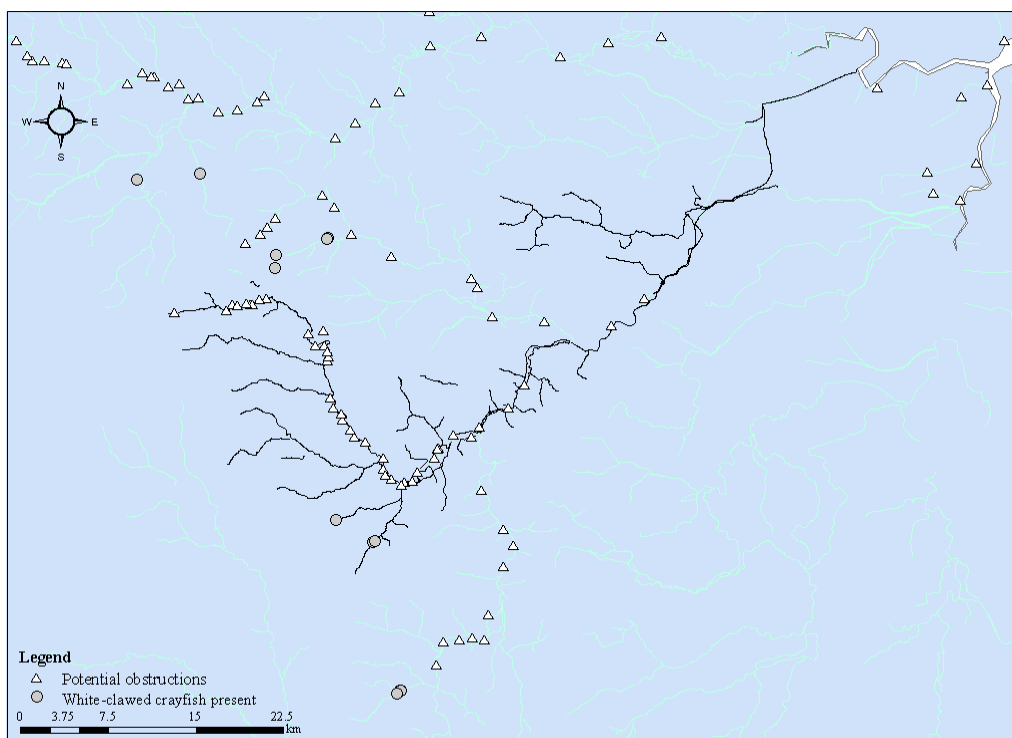 N
W E
S
Legend
Potential obstructions
White-clawed crayfish present
0 3.75 7.5 15 22.5
km